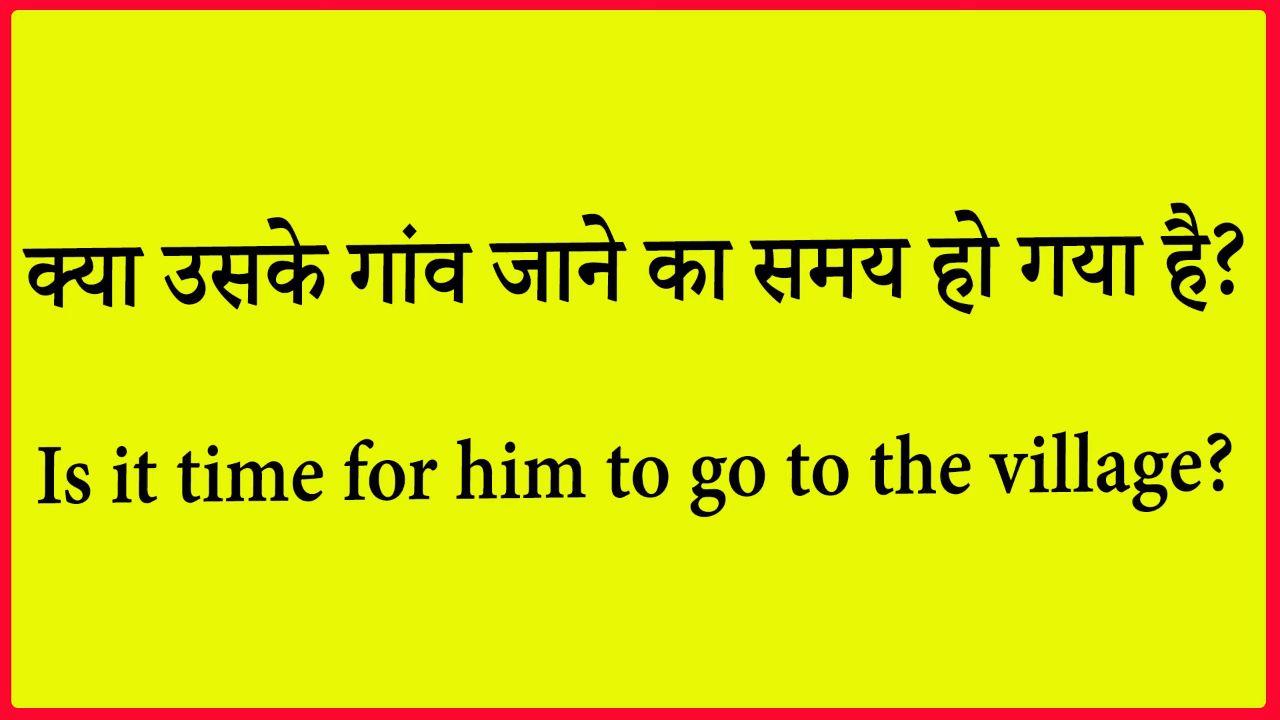 क्या उसके गांव जाने का समय हो गया है?
Is it time for him to go to the village?